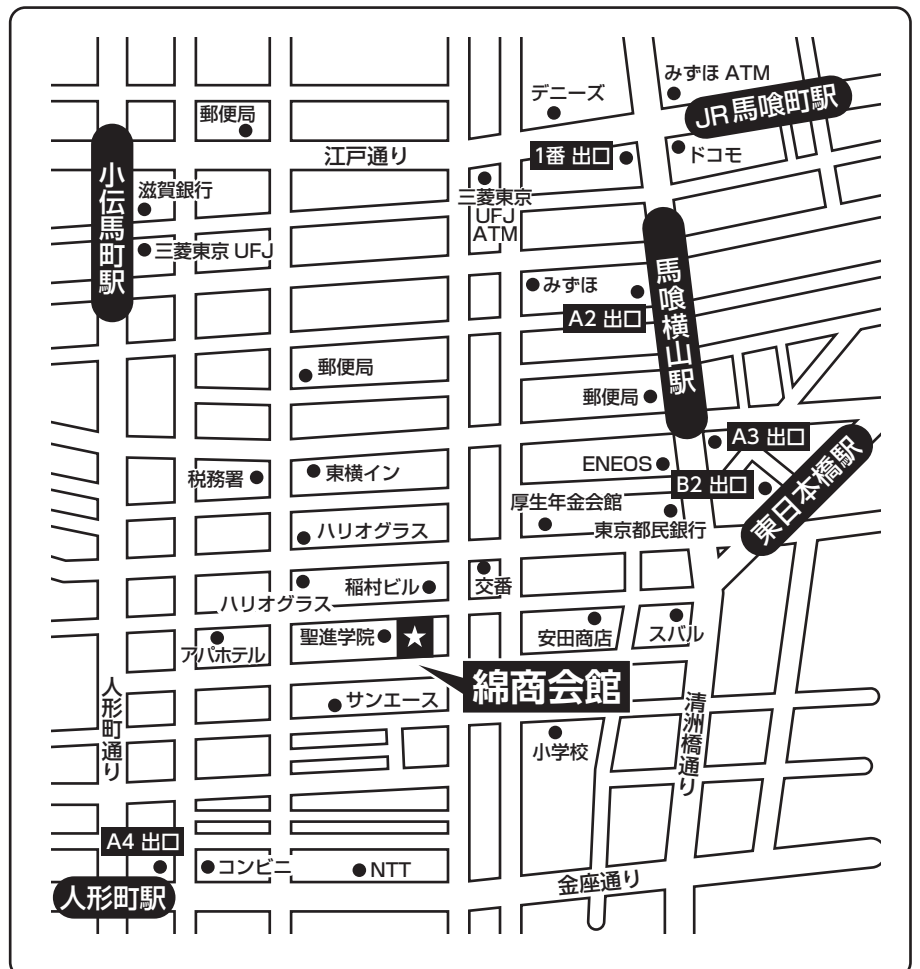 みずほ ATM
デニーズ
JR 馬喰町駅
郵便局
江戸通り
1番 出口
ドコモ
小伝馬町駅
滋賀銀行
三菱東京
UFJ
ATM
三菱東京 UFJ
馬喰横山駅
みずほ
A2 出口
郵便局
郵便局
A3 出口
ENEOS
税務署
東横イン
B2 出口
東日本橋駅
厚生年金会館
東京都民銀行
ハリオグラス
稲村ビル
交番
ハリオグラス
聖進学院
★
安田商店
スバル
アパホテル
綿商会館
人形町通り
サンエース
清洲橋通り
小学校
A4 出口
コンビニ
NTT
金座通り
人形町駅